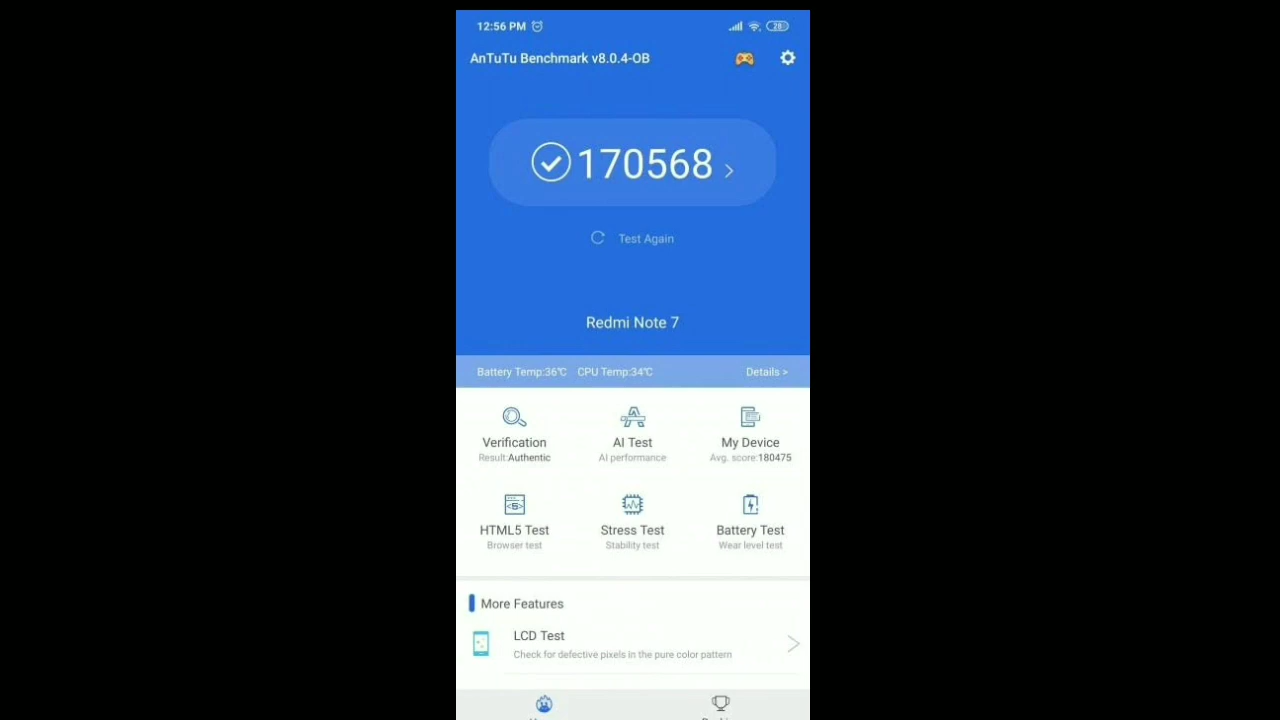 12:56 PM 28
AnTuTu Benchmark v8.0.4-OB
170568 >
Test Again
Redmi Note 7
Battery Temp:36℃ CPU Temp:34℃ Details >
Verification AI Test My Device
Result:Authentic AI performance Avg. score:180475
HTML5 Test Stress Test Battery Test
Browser test Stability test Wear level test
More Features
LCD Test
Check for defective pixels in the pure color pattern